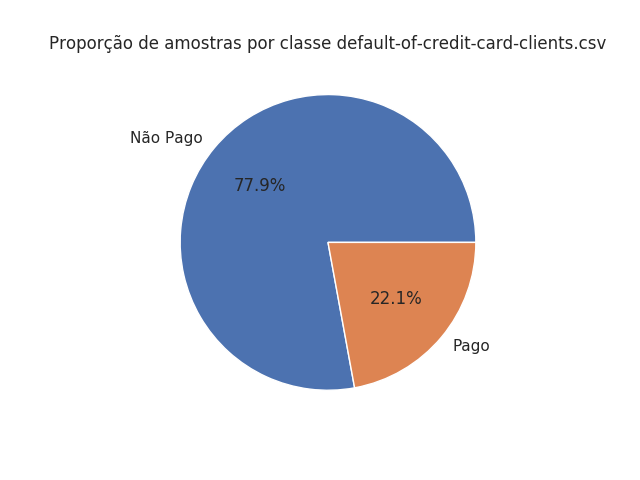 Proporção de amostras por classe default-of-credit-card-clients.csv
Não Pago
77.9%
22.1%
Pago